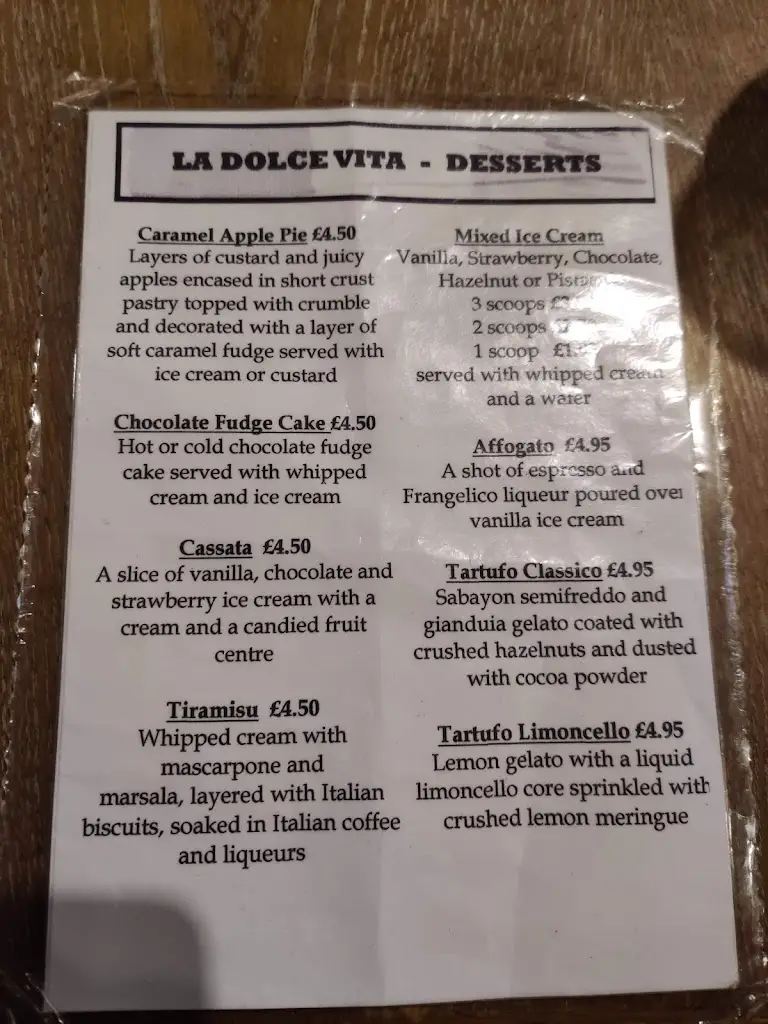 LA DOLCE VITA - DESSERTS
Caramel Apple Pie £4.50
Layers of custard and juicy
apples encased in short crust
pastry topped with crumble
and decorated with a layer of
soft caramel fudge served with
ice cream or custard
Chocolate Fudge Cake £4.50
Hot or cold chocolate fudge
cake served with whipped
cream and ice cream
Cassata £4.50
A slice of vanilla, chocolate and
strawberry ice cream with a
cream and a candied fruit
centre
Tiramisu £4.50
Whipped cream with
mascarpone and
marsala, layered with Italian
biscuits, soaked in Italian coffee
and liqueurs
Mixed Ice Cream
Vanilla, Strawberry, Chocolate,
Hazelnut or
3 scoops
2 scoops
1 scoop
served with whipped cream
and a wafer
Affogato £4.95
A shot of espresso and
Frangelico liqueur poured over
vanilla ice cream
Tartufo Classico £4.95
Sabayon semifreddo and
gianduia gelato coated with
crushed hazelnuts and dusted
with cocoa powder
Tartufo Limoncello £4.95
Lemon gelato with a liquid
limoncello core sprinkled with
crushed lemon meringue